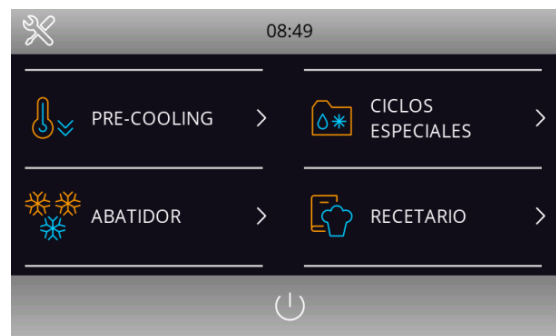 08:49
PRE-COOLING
CICLOS
ESPECIALES
ABATIDOR
RECETARIO